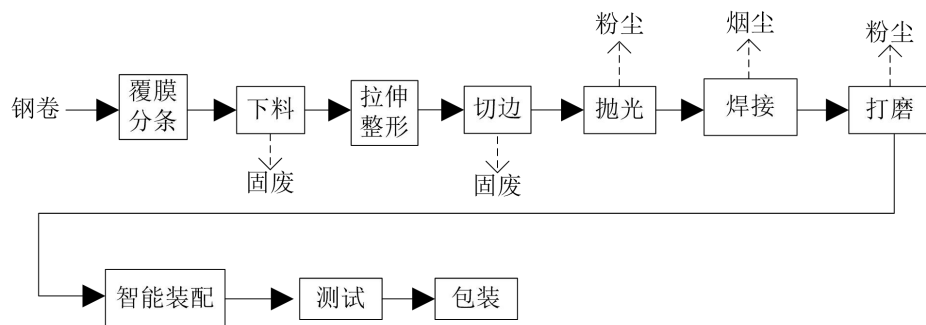 粉尘
烟尘
粉尘
钢卷
覆膜
分条
下料
拉伸
整形
切边
抛光
焊接
打磨
固废
固废
智能装配
测试
包装